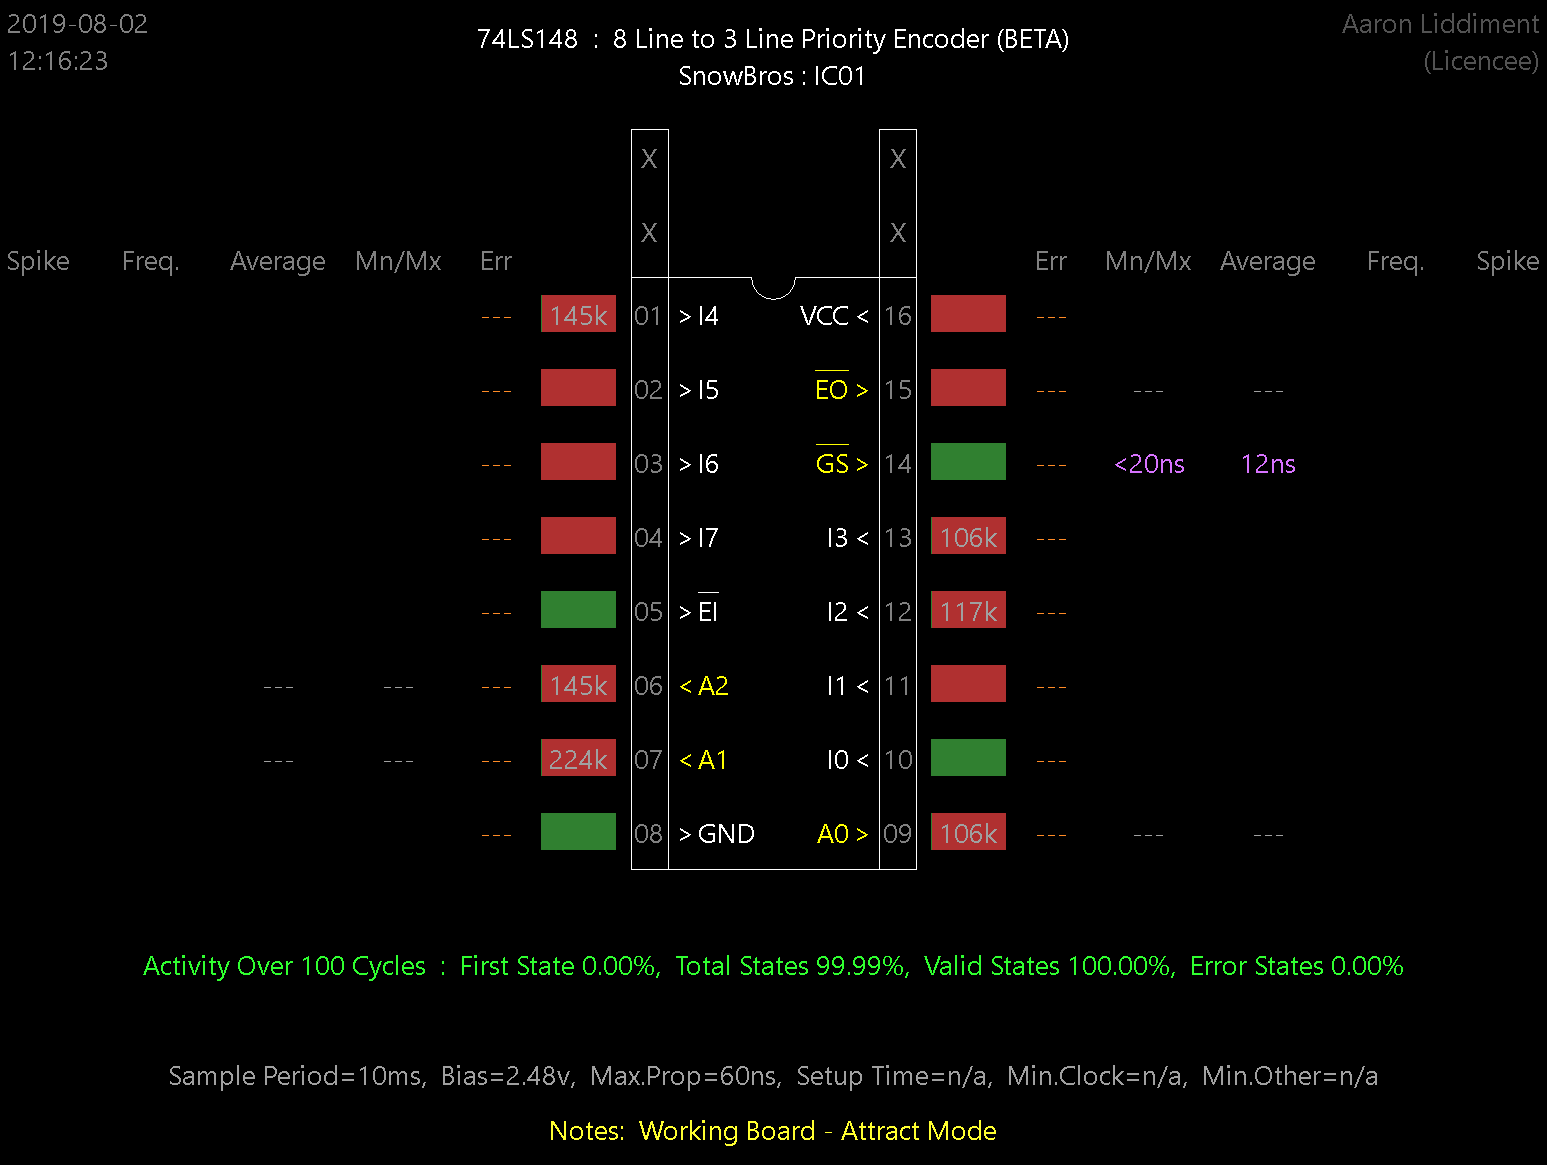 2019-08-02
12:16:23
74LS148 : 8 Line to 3 Line Priority Encoder (BETA)
SnowBros : IC01
Aaron Liddiment
(Licencee)
X X
X X
Spike Freq. Average Mn/Mx Err Err Mn/Mx Average Freq. Spike
--- 145k 01 > I4 VCC < 16 ---
--- 02 > I5 EO > 15 --- --- ---
--- 03 > I6 GS > 14 --- <20ns 12ns
--- 04 > I7 I3 < 13 106k ---
--- 05 > EI I2 < 12 117k ---
--- --- --- 145k 06 < A2 I1 < 11 ---
--- --- --- 224k 07 < A1 I0 < 10 ---
--- 08 > GND A0 > 09 106k --- --- ---
Activity Over 100 Cycles : First State 0.00%, Total States 99.99%, Valid States 100.00%, Error States 0.00%
Sample Period=10ms, Bias=2.48v, Max.Prop=60ns, Setup Time=n/a, Min.Clock=n/a, Min.Other=n/a
Notes: Working Board - Attract Mode